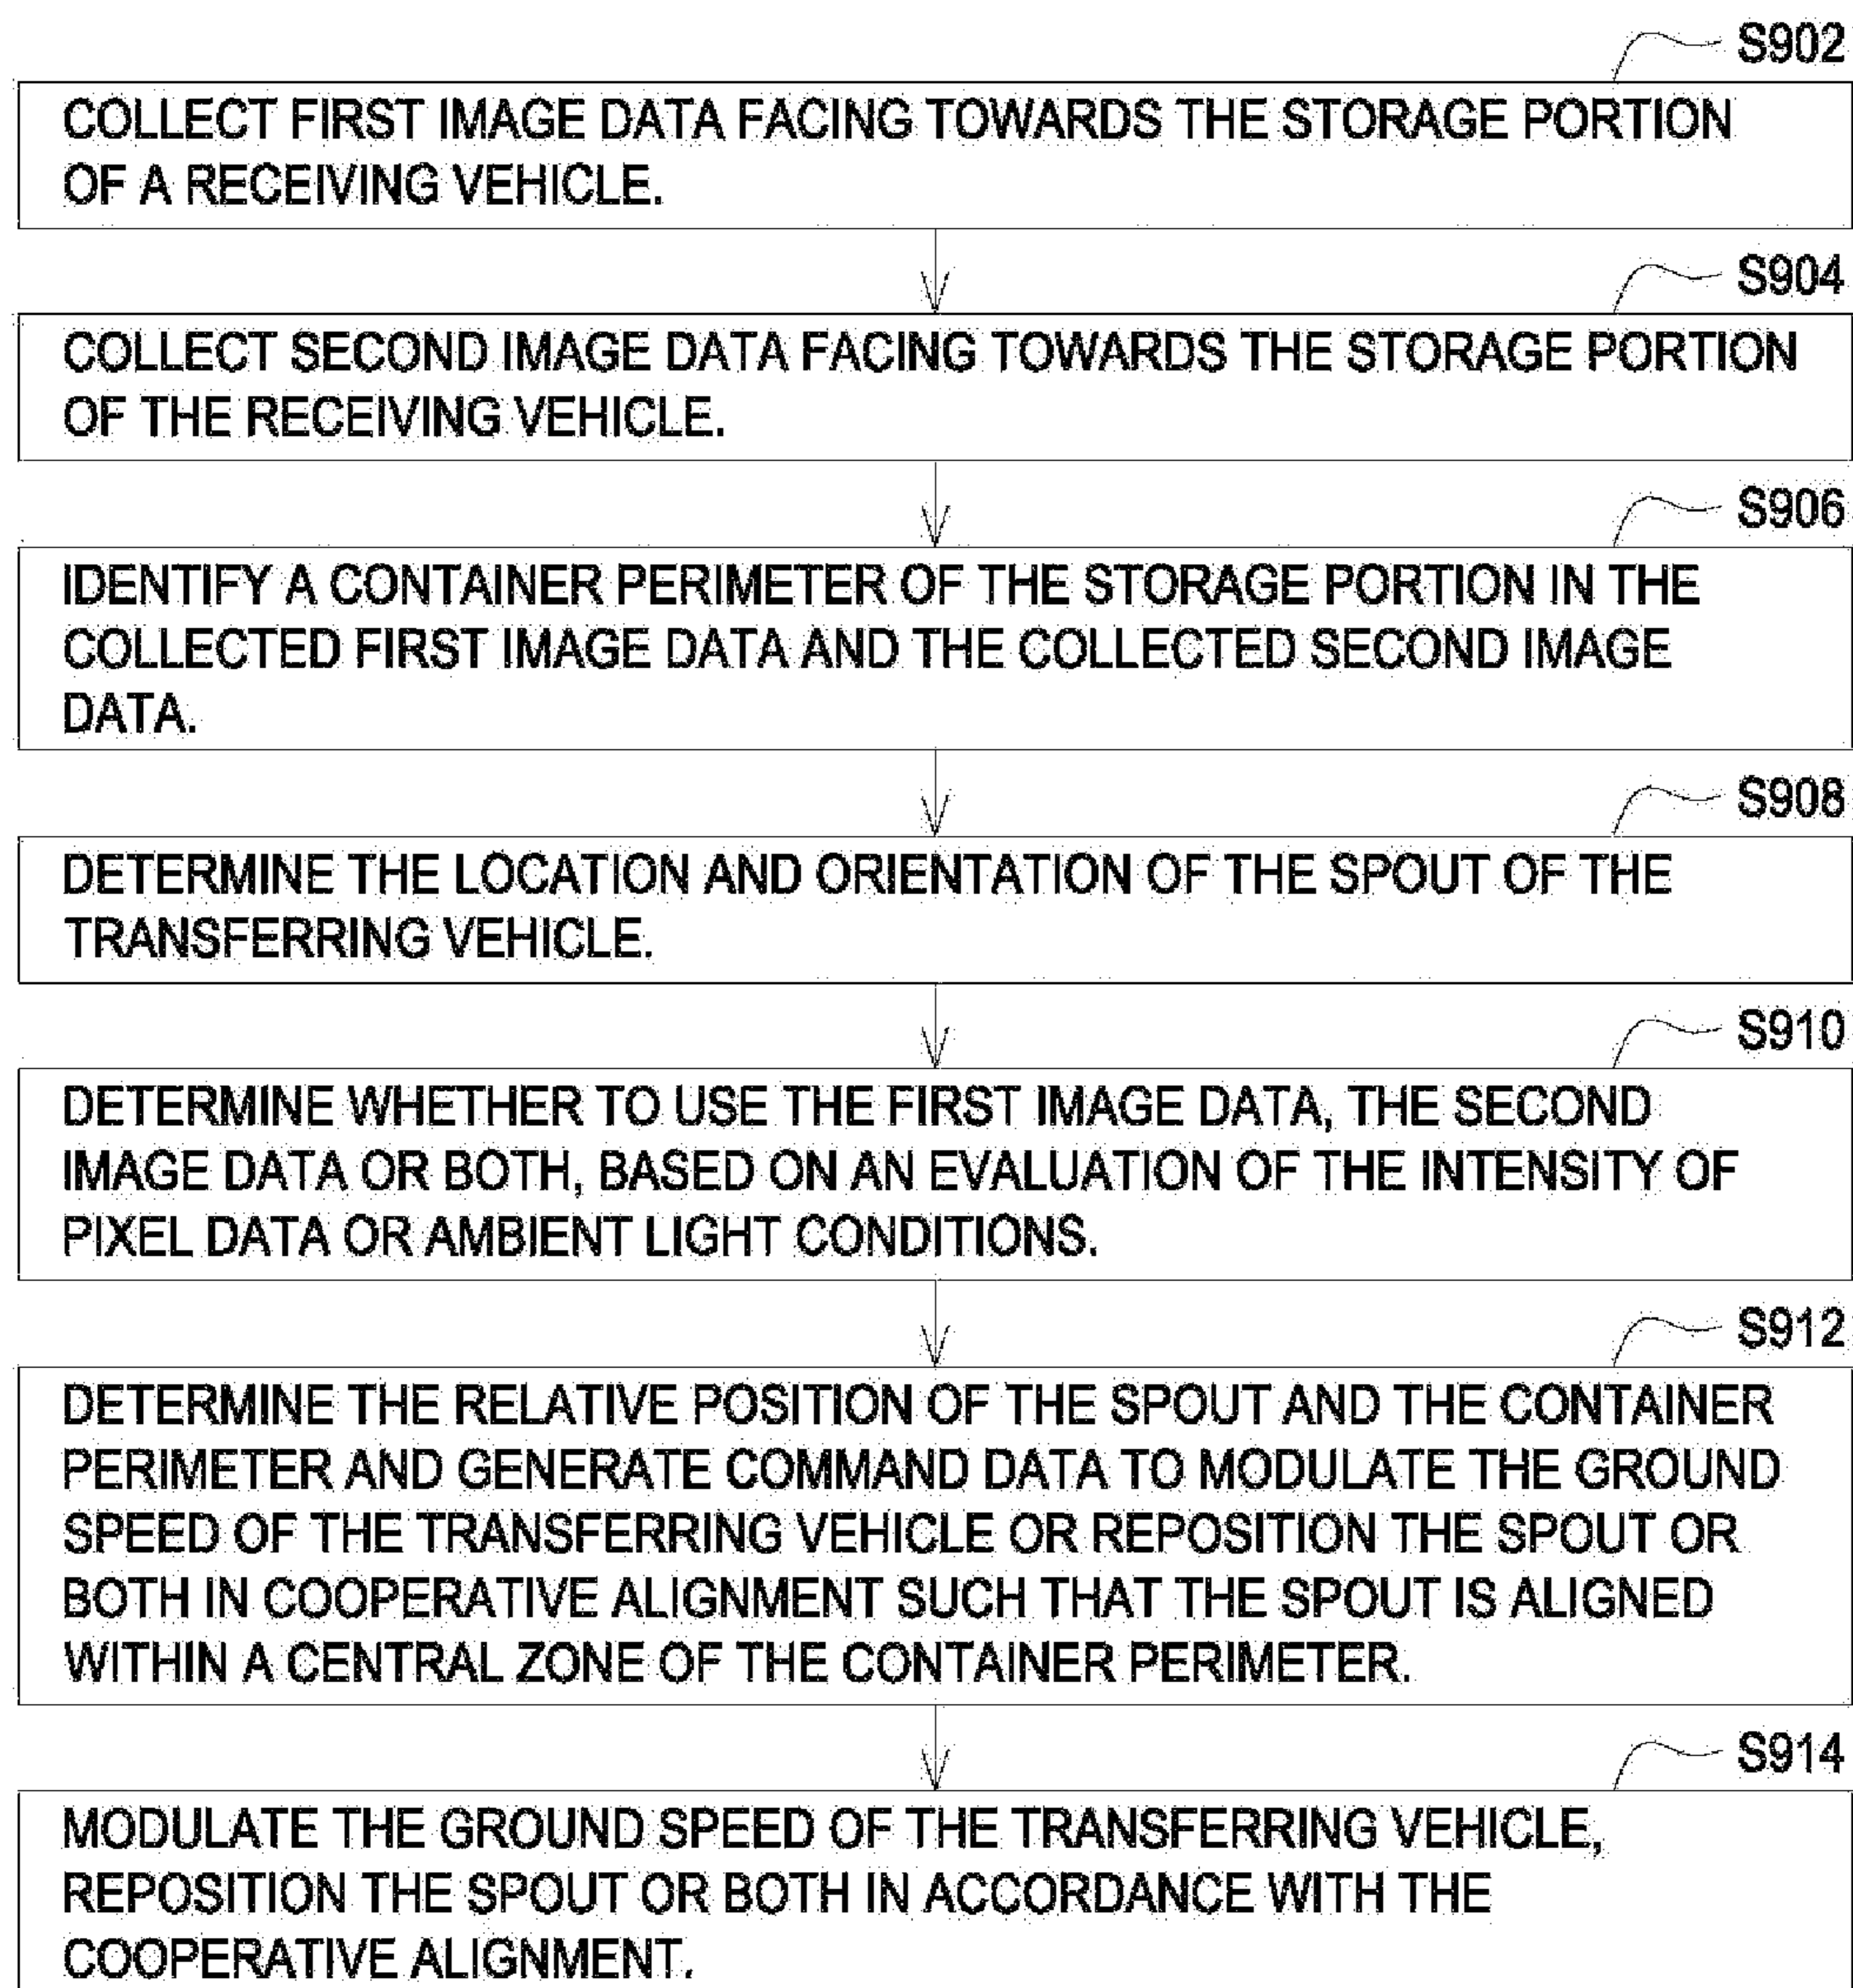 S902
COLLECT FIRST IMAGE DATA FACING TOWARDS THE STORAGE PORTION
OF A RECEIVING VEHICLE.
S904
COLLECT SECOND IMAGE DATA FACING TOWARDS THE STORAGE PORTION
OF THE RECEIVING VEHICLE.
S906
IDENTIFY A CONTAINER PERIMETER OF THE STORAGE PORTION IN THE
COLLECTED FIRST IMAGE DATA AND THE COLLECTED SECOND IMAGE
DATA.
S908
DETERMINE THE LOCATION AND ORIENTATION OF THE SPOUT OF THE
TRANSFERRING VEHICLE.
S910
DETERMINE WHETHER TO USE THE FIRST IMAGE DATA, THE SECOND
IMAGE DATA OR BOTH, BASED ON AN EVALUATION OF THE INTENSITY OF
PIXEL DATA OR AMBIENT LIGHT CONDITIONS.
S912
DETERMINE THE RELATIVE POSITION OF THE SPOUT AND THE CONTAINER
PERIMETER AND GENERATE COMMAND DATA TO MODULATE THE GROUND
SPEED OF THE TRANSFERRING VEHICLE OR REPOSITION THE SPOUT OR
BOTH IN COOPERATIVE ALIGNMENT SUCH THAT THE SPOUT IS ALIGNED
WITHIN A CENTRAL ZONE OF THE CONTAINER PERIMETER.
S914
MODULATE THE GROUND SPEED OF THE TRANSFERRING VEHICLE,
REPOSITION THE SPOUT OR BOTH IN ACCORDANCE WITH THE
COOPERATIVE ALIGNMENT.